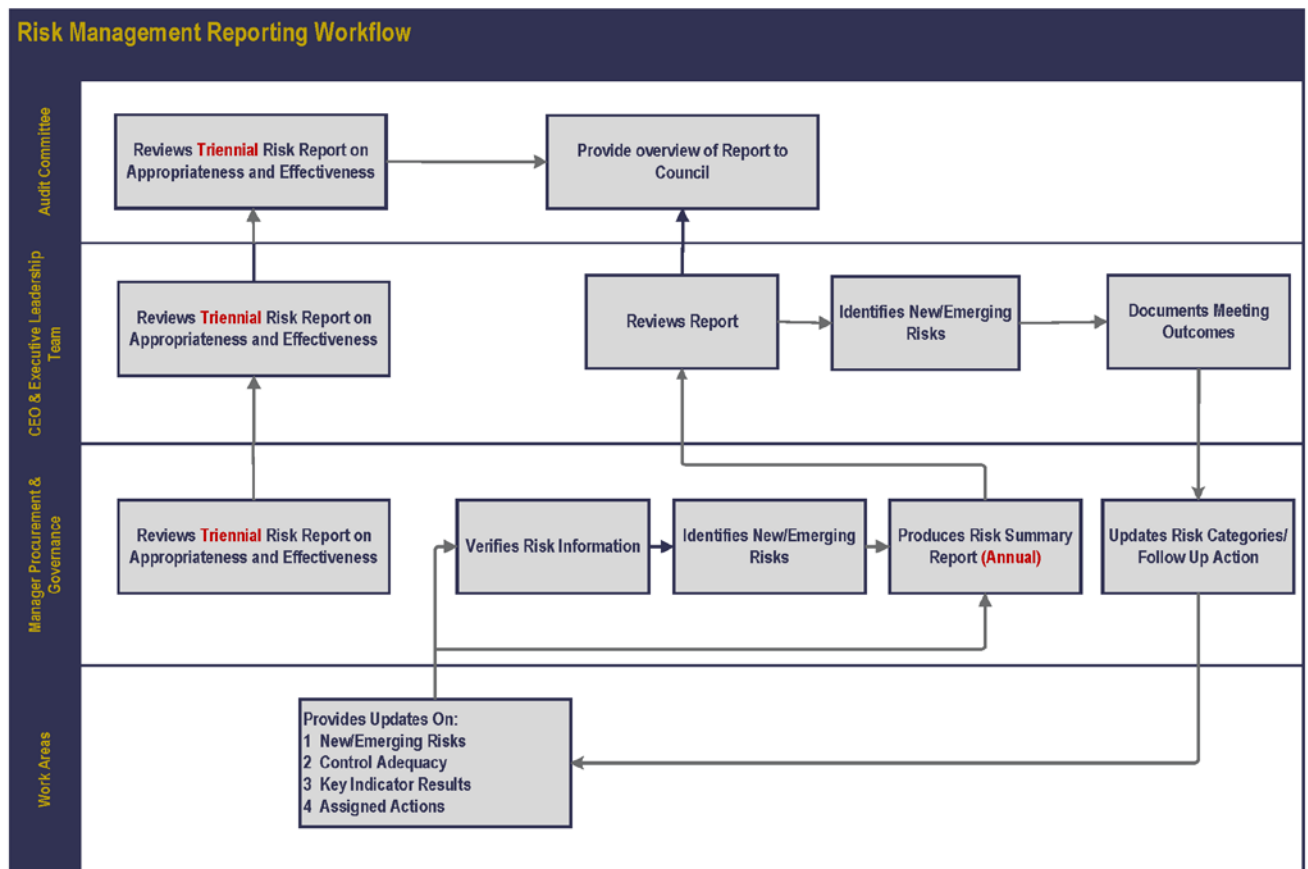 Risk Management Reporting Workflow
Audit Committee
Reviews Triennial Risk Report on
Appropriateness and Effectiveness
Provide overview of Report to
Council
CEO & Executive Leadership
Team
Reviews Triennial Risk Report on
Appropriateness and Effectiveness
Reviews Report
Identifies New/Emerging
Risks
Documents Meeting
Outcomes
Manager Procurement &
Governance
Reviews Triennial Risk Report on
Appropriateness and Effectiveness
Verifies Risk Information
Identifies New/Emerging
Risks
Produces Risk Summary
Report (Annual)
Updates Risk Categories/
Follow Up Action
Work Areas
Provides Updates On:
1 New/Emerging Risks
2 Control Adequacy
3 Key Indicator Results
4 Assigned Actions